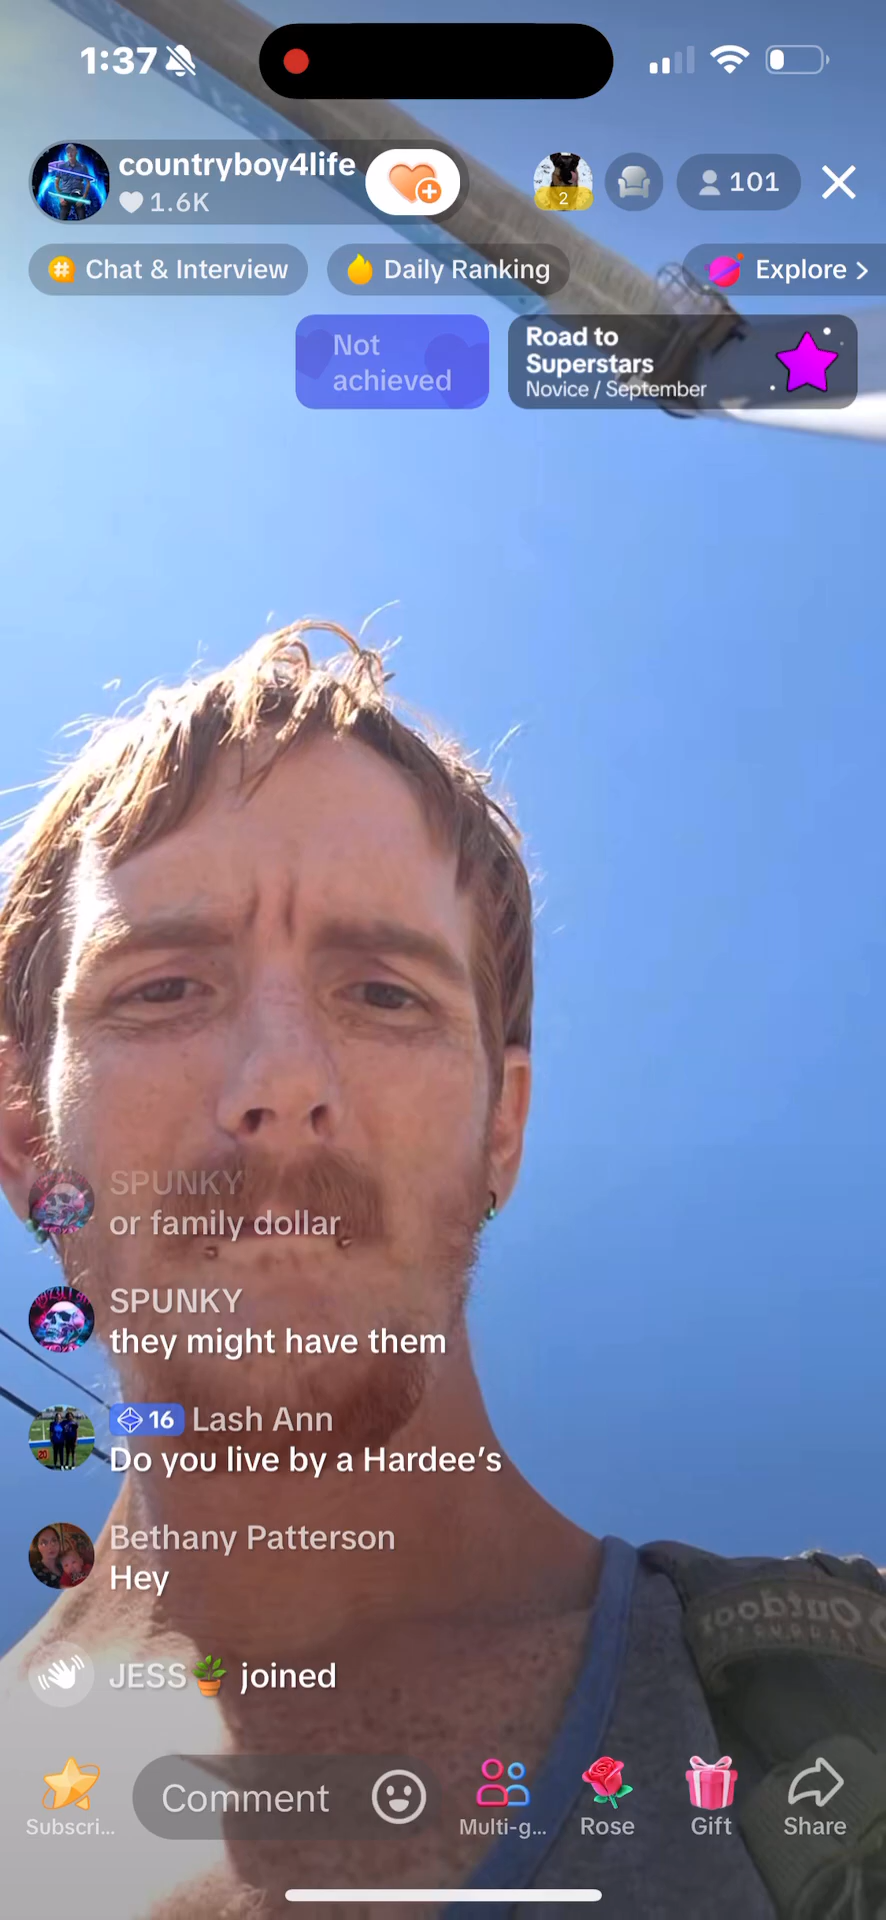 1:37
countryboy4life
1.6K
2
101
Chat & Interview
Daily Ranking
Explore >
Not
achieved
Road to
Superstars
Novice / September
SPUNKY
or family dollar
SPUNKY
they might have them
16 Lash Ann
Do you live by a Hardee's
Bethany Patterson
Hey
Outdoor
JESS🪴 joined
Subscri...
Comment
Multi-g...
Rose
Gift
Share